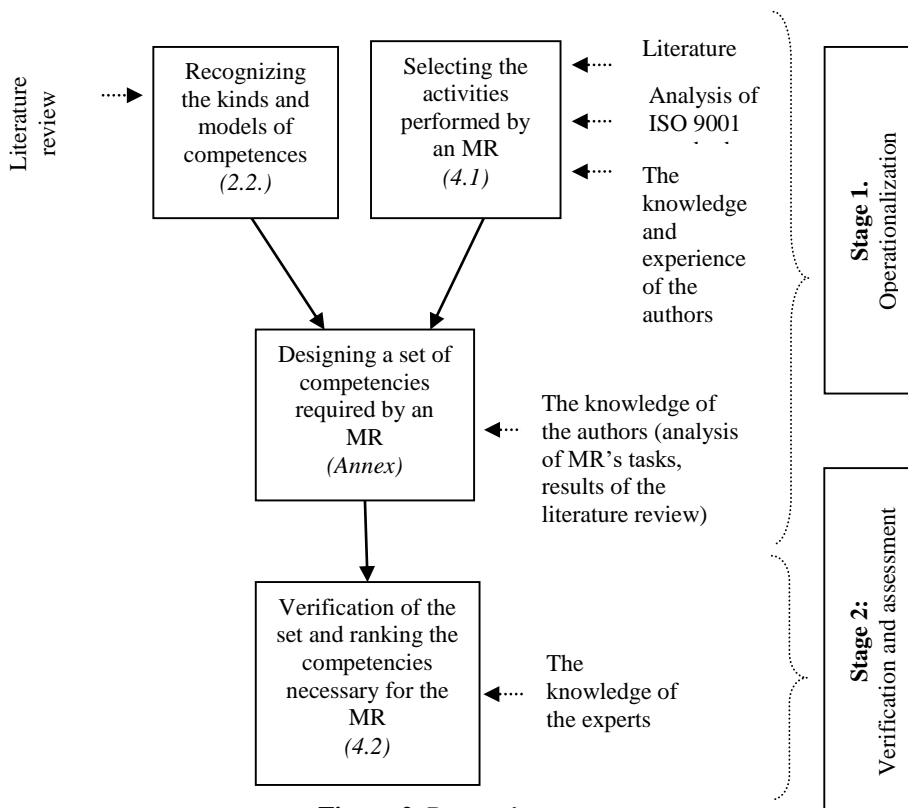 Literature
review
Recognizing
the kinds and
models of
competences
(2.2.)
Selecting the
activities
performed by
an MR
(4.1)
Literature
Analysis of
ISO 9001
The
knowledge
and
experience
of the
authors
Stage 1.
Operationalization
Designing a set of
competencies
required by an
MR
(Annex)
The knowledge of
the authors (analysis
of MR's tasks,
results of the
literature review)
Verification of the
set and ranking the
competencies
necessary for the
MR
(4.2)
The
knowledge of
the experts
Stage 2:
Verification and assessment